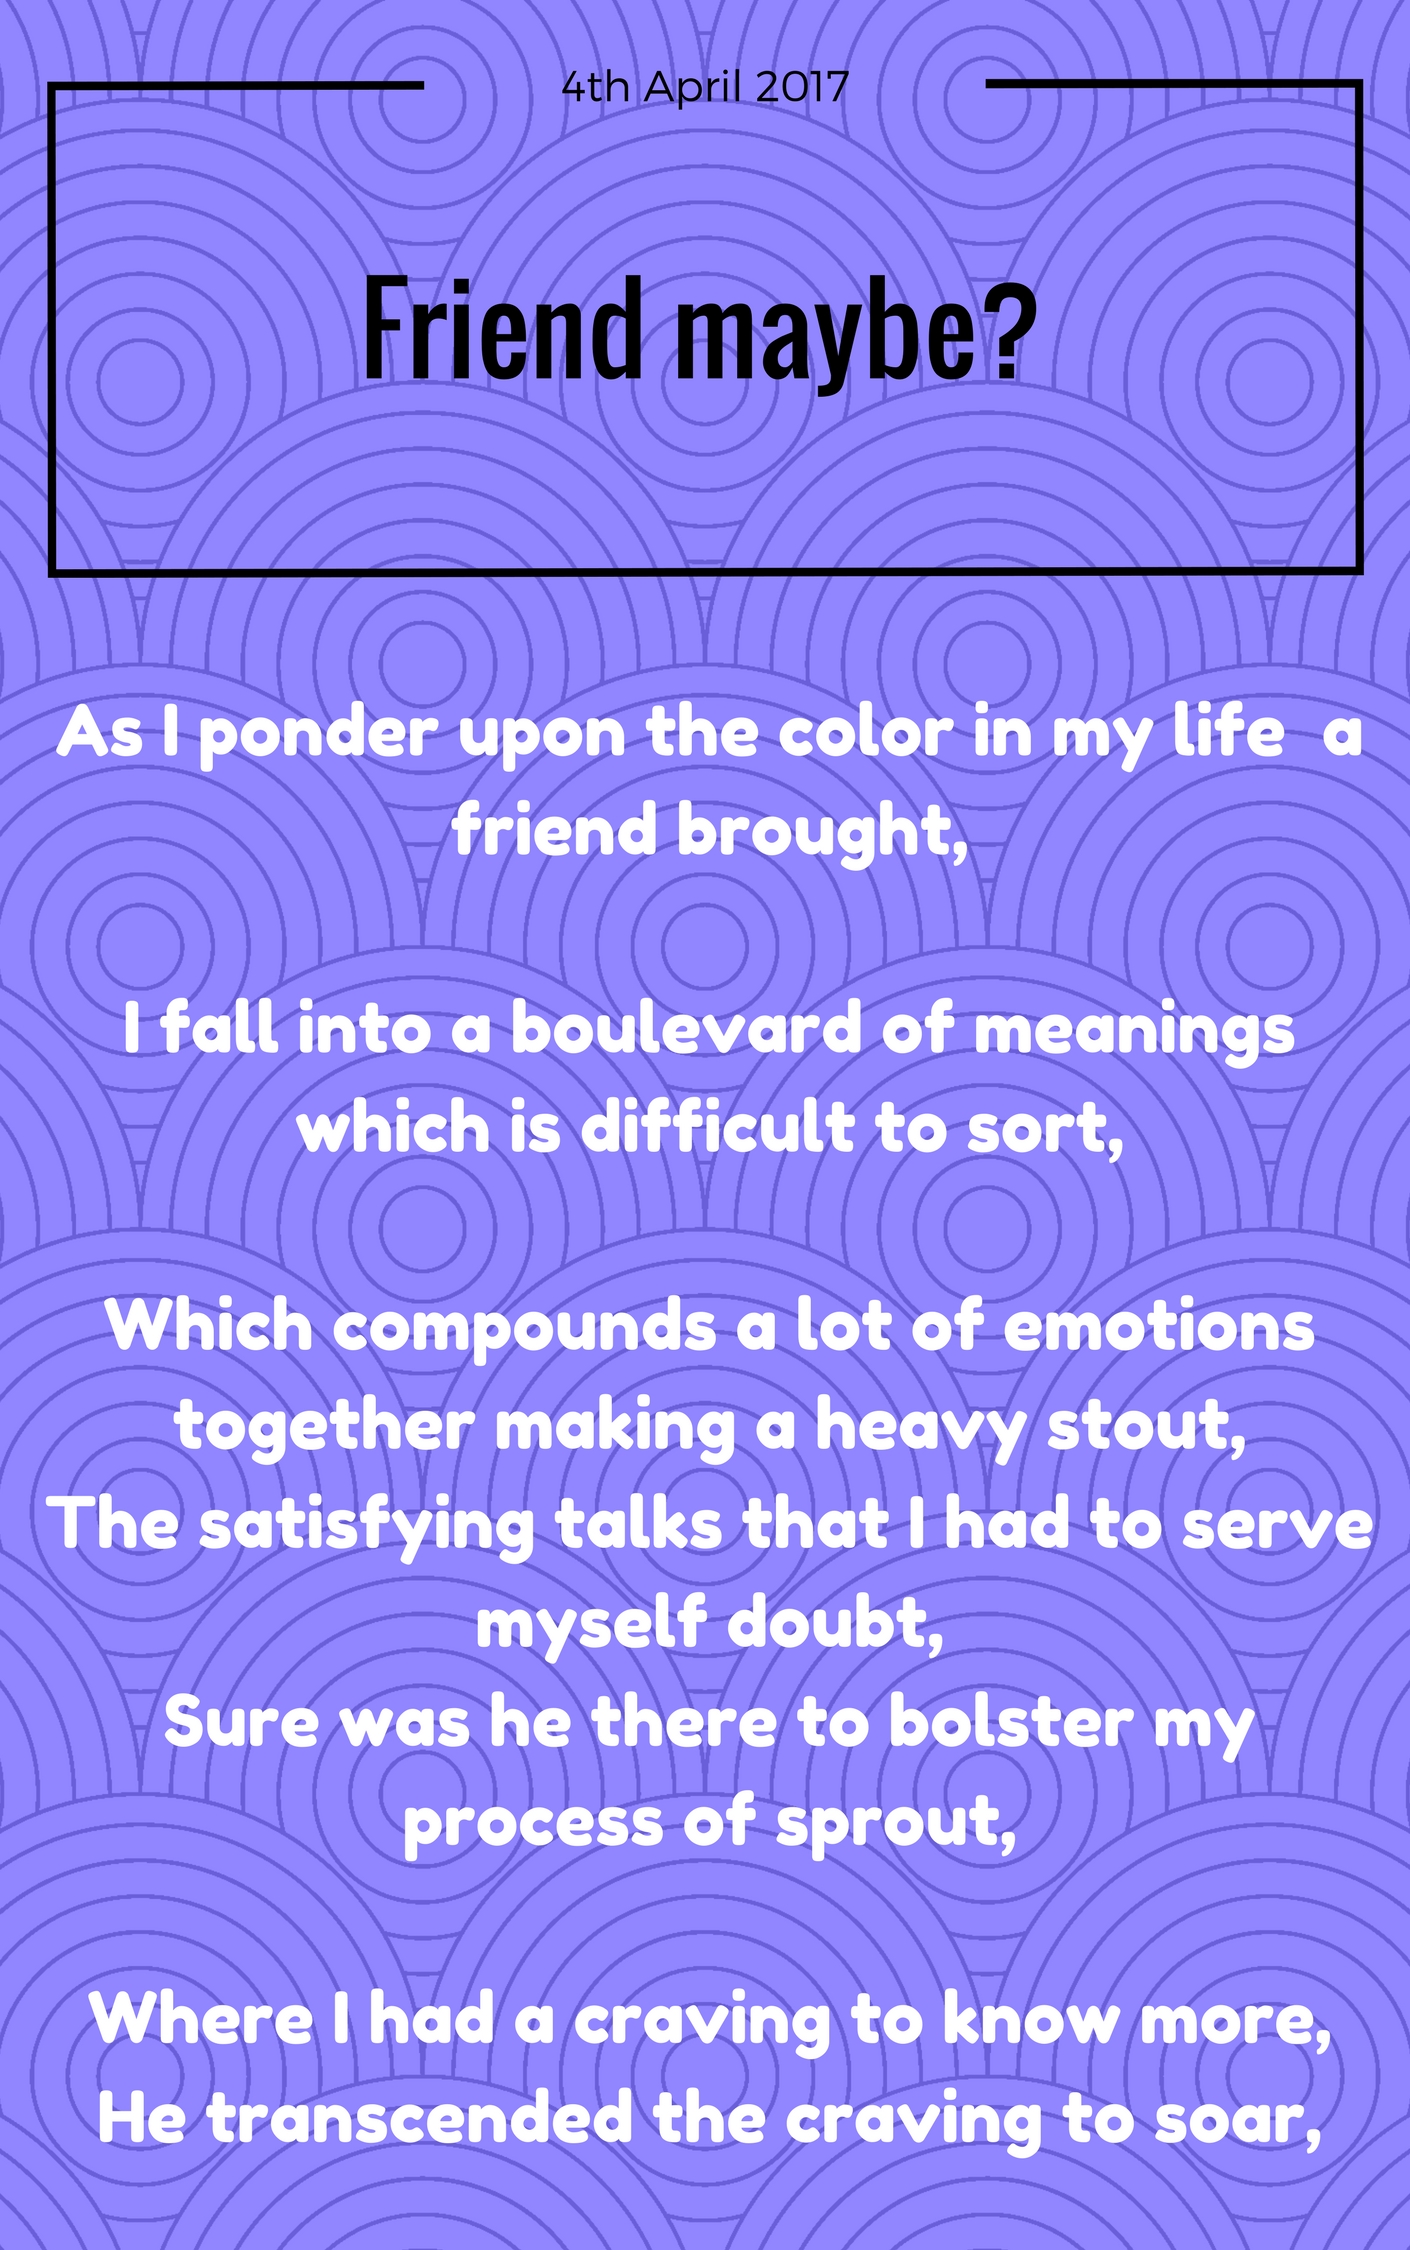 4th April 2017
Friend maybe?
As I ponder upon the color in my life  a
friend brought,
I fall into a boulevard of meanings
which is difficult to sort,
Which compounds a lot of emotions
together making a heavy stout,
The satisfying talks that I had to serve
myself doubt,
Sure was he there to bolster my
process of sprout,
Where I had a craving to know more,
He transcended the craving to soar,